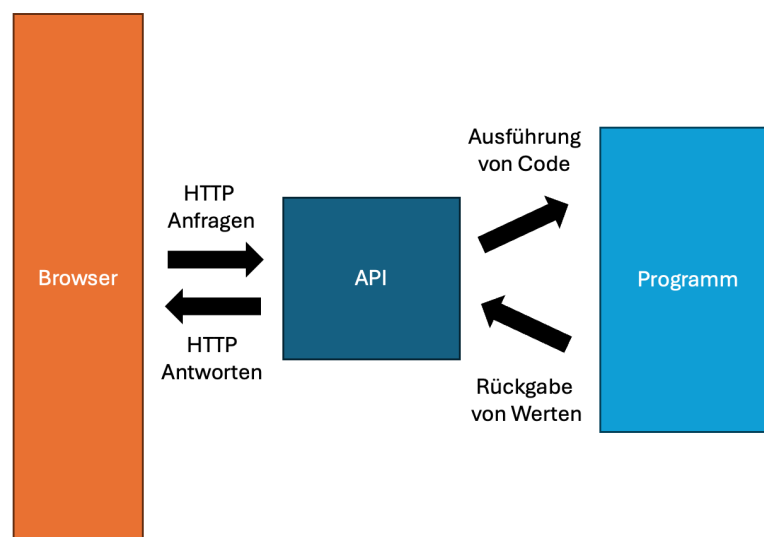 Browser
HTTP
Anfragen
HTTP
Antworten
API
Ausführung
von Code
Rückgabe
von Werten
Programm